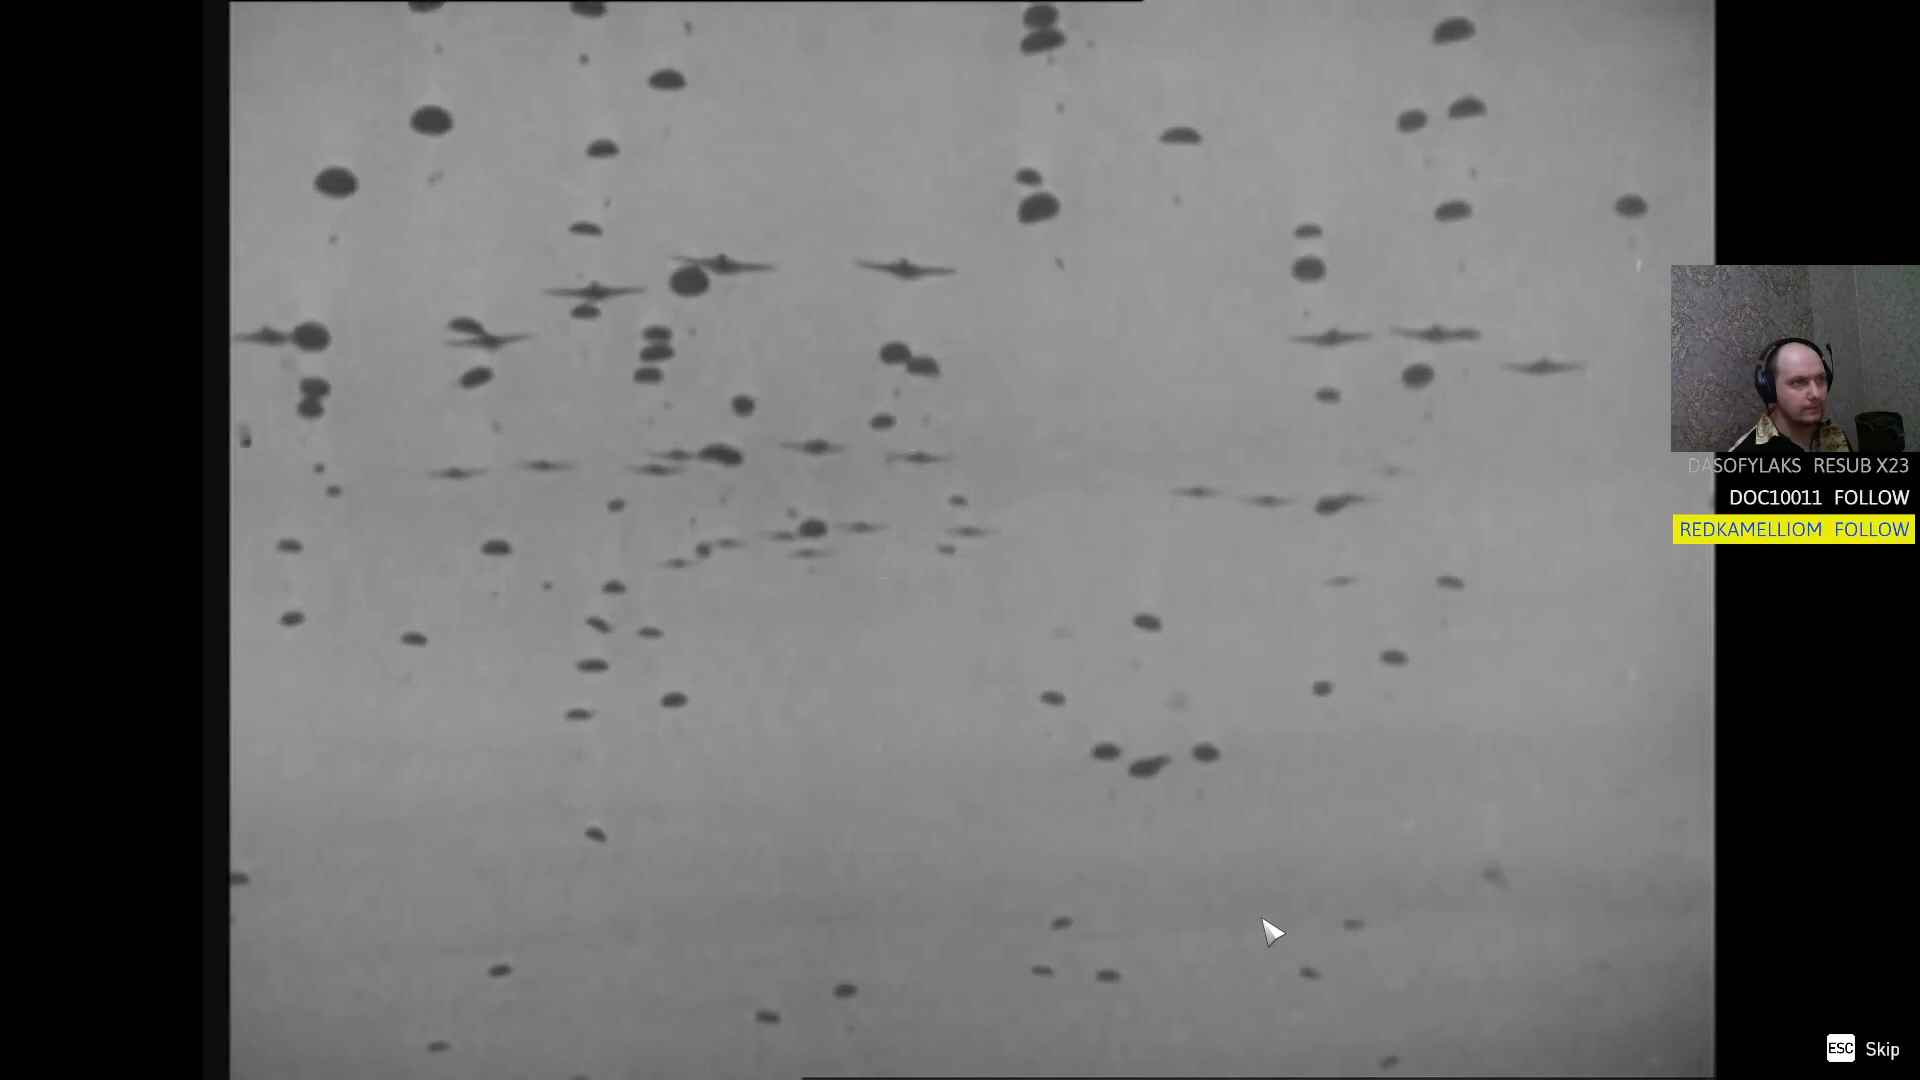 DASOFYLAKS RESUB X23
DOC10011 FOLLOW
REDKAMELLIOM FOLLOW
ESC Skip